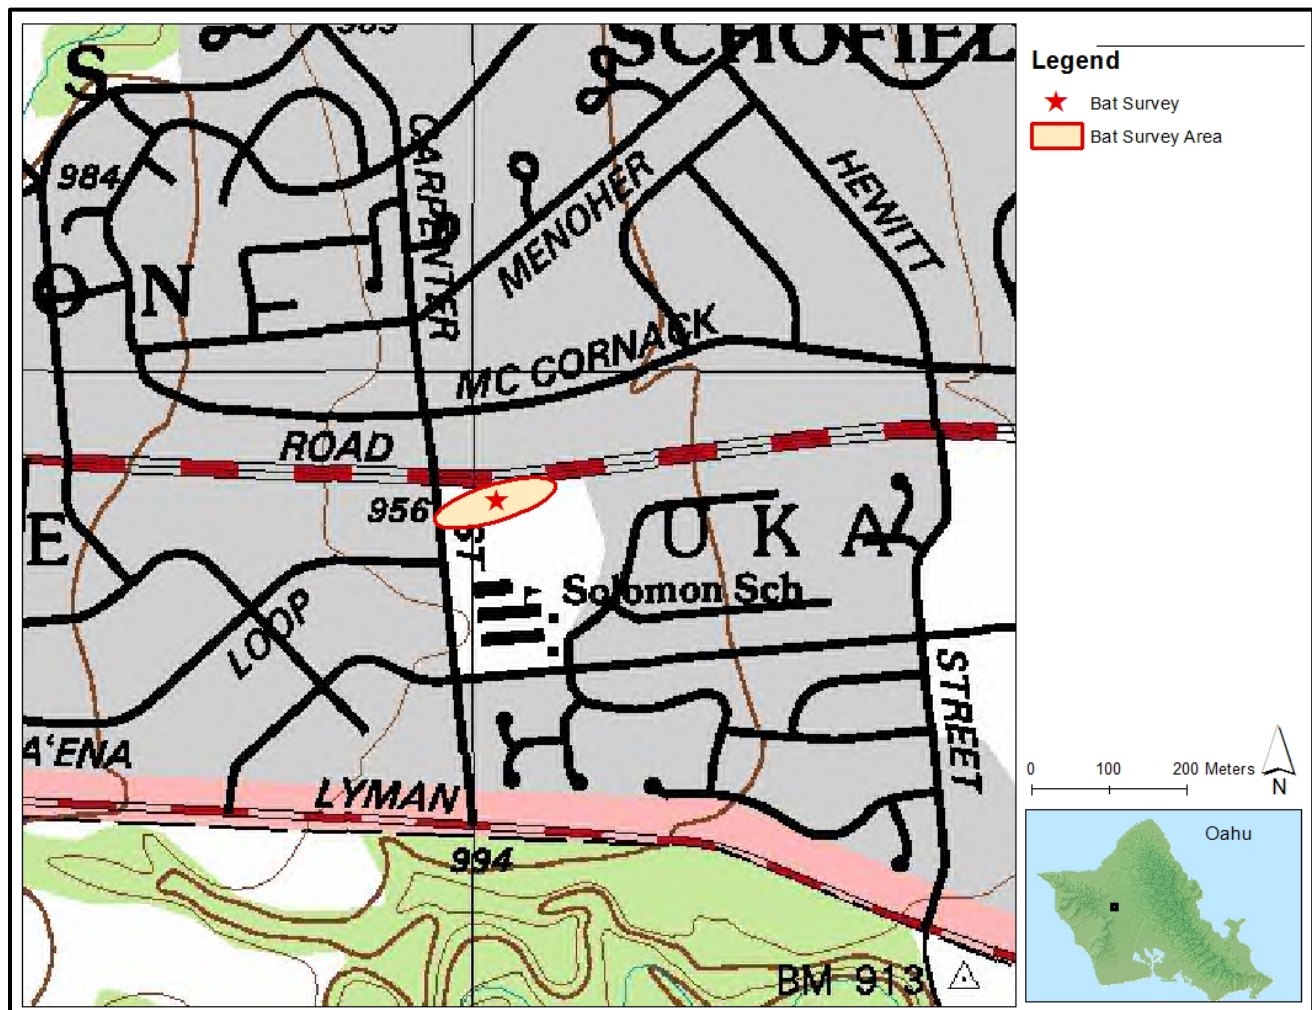 SCHOFIEL
S
984
CARPENTER
MENOHER
HEWITT
O N
MC CORNACK
ROAD
956
ST
E
U K A
Solomon Sch
LOOP
STREET
A'ENA
LYMAN
994
BM 913
Legend
Bat Survey
Bat Survey Area
0 100 200 Meters
N
Oahu